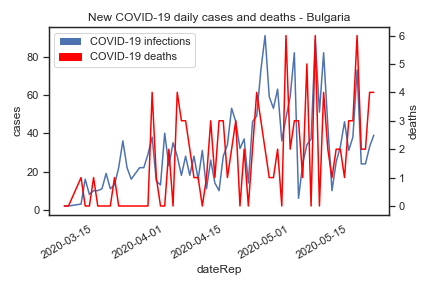 New COVID-19 daily cases and deaths - Bulgaria
COVID-19 infections
COVID-19 deaths
cases
80
60
40
20
0
6
5
4
3
2
1
0
deaths
2020-03-15
2020-04-01
2020-04-15
2020-05-01
2020-05-15
dateRep